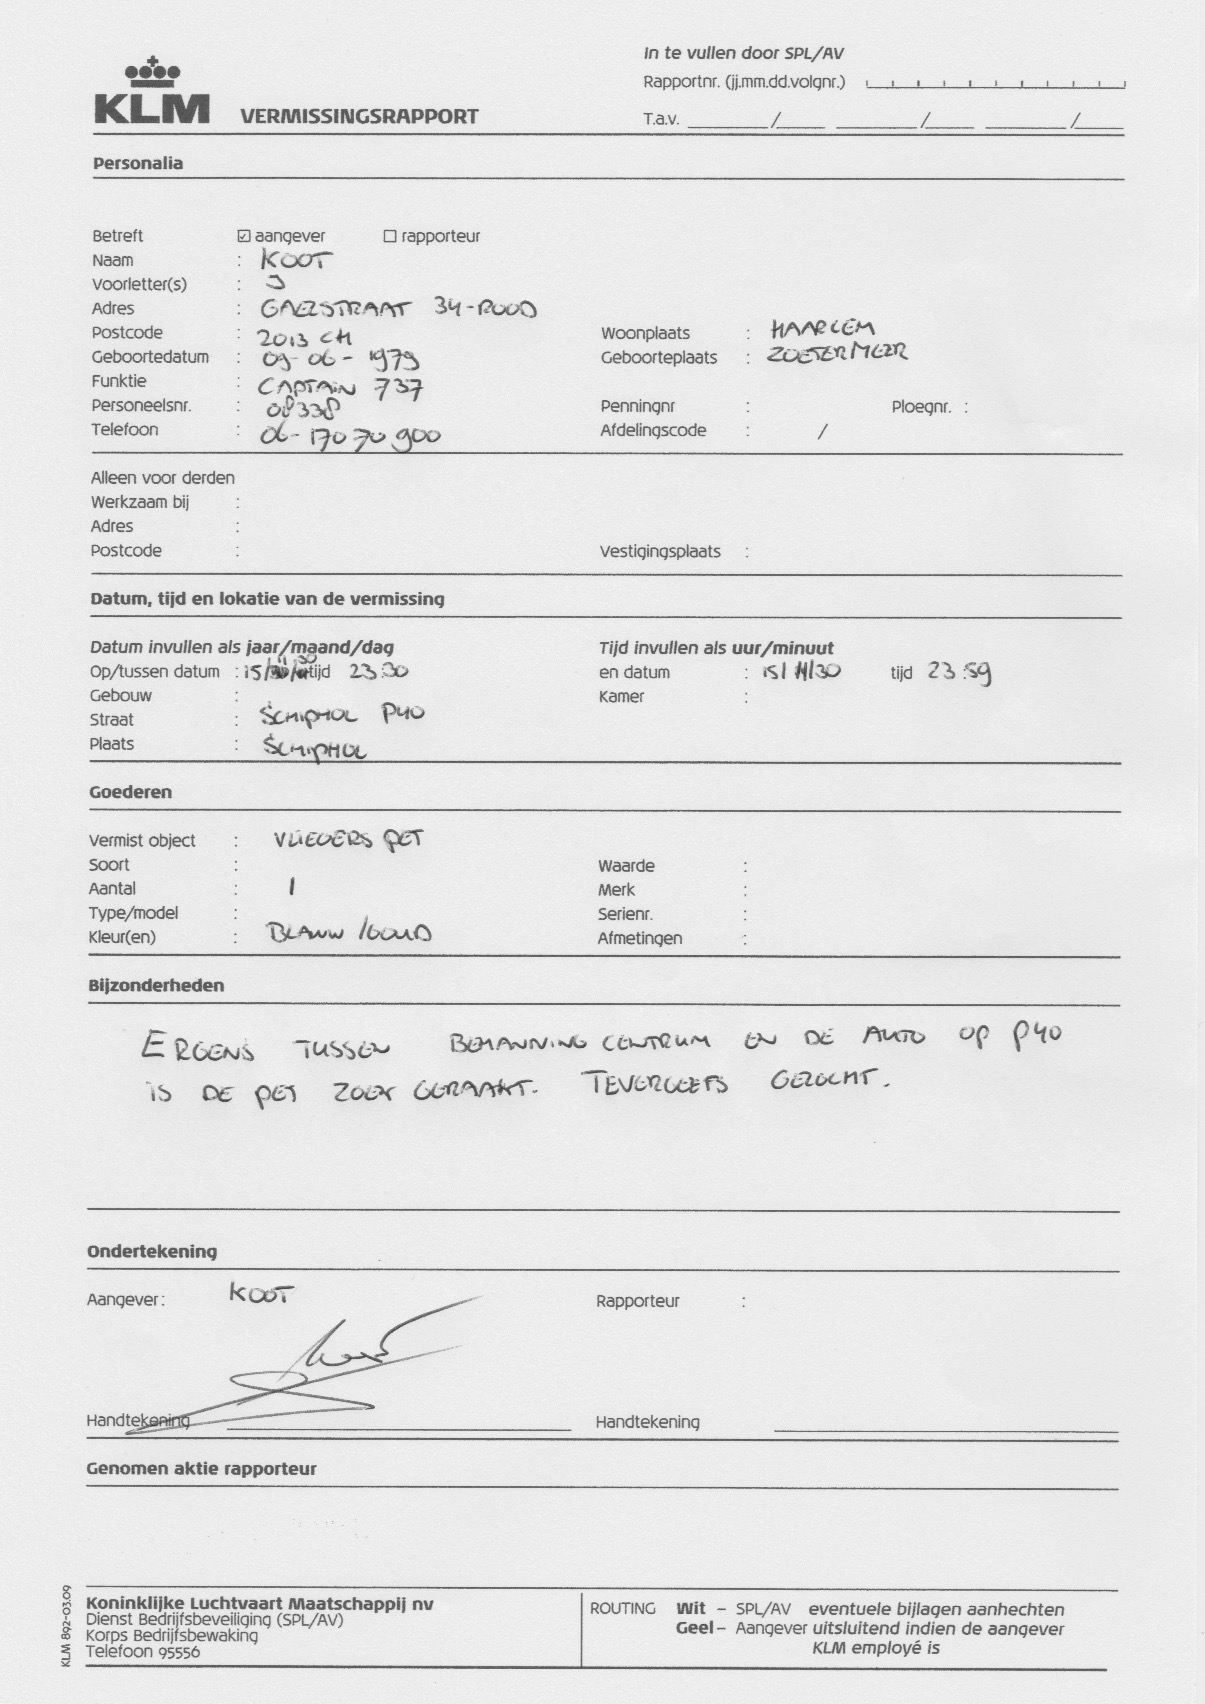 In te vullen door SPL/AV
Rapportnr. (jj.mm.dd.volgnr.)
KLM VERMISSINGSRAPPORT
T.a.v. / / /
Personalia
Betreft ☑ aangever ☐ rapporteur
Naam : KOOT
Voorletter(s) : J
Adres : 34-ROOD
Postcode : 2013 CH Woonplaats : HAARLEM
Geboortedatum : 09-06-1979 Geboorteplaats : ZOETERMEER
Funktie : CAPTAIN 737
Personeelsnr. : 08338 Penningnr : Ploegnr. :
Telefoon : 06-170 70 900 Afdelingscode : /
Alleen voor derden
Werkzaam bij :
Adres :
Postcode : Vestigingsplaats :
Datum, tijd en lokatie van de vermissing
Datum invullen als jaar/maand/dag Tijd invullen als uur/minuut
Op/tussen datum : 15/11/30 tijd 23:30 en datum : 15/11/30 tijd 23:59
Gebouw : Kamer :
Straat : SCHIPHOL P40
Plaats : SCHIPHOL
Goederen
Vermist object : VLIEGERS PET
Soort : Waarde :
Aantal : 1 Merk :
Type/model : Serienr. :
Kleur(en) : BLAUW/GOUD Afmetingen :
Bijzonderheden
ERGENS TUSSEN BEMANNING CENTRUM EN DE AUTO OP P40
IS DE PET ZOEK GERAAKT. TEVERGEEFS GEZOCHT.
Ondertekening
Aangever: KOOT Rapporteur :
Handtekening Handtekening
Genomen aktie rapporteur
KLM 892-03.09
Koninklijke Luchtvaart Maatschappij nv
Dienst Bedrijfsbeveiliging (SPL/AV)
Korps Bedrijfsbewaking
Telefoon 95556
ROUTING Wit – SPL/AV eventuele bijlagen aanhechten
Geel – Aangever uitsluitend indien de aangever
KLM employé is